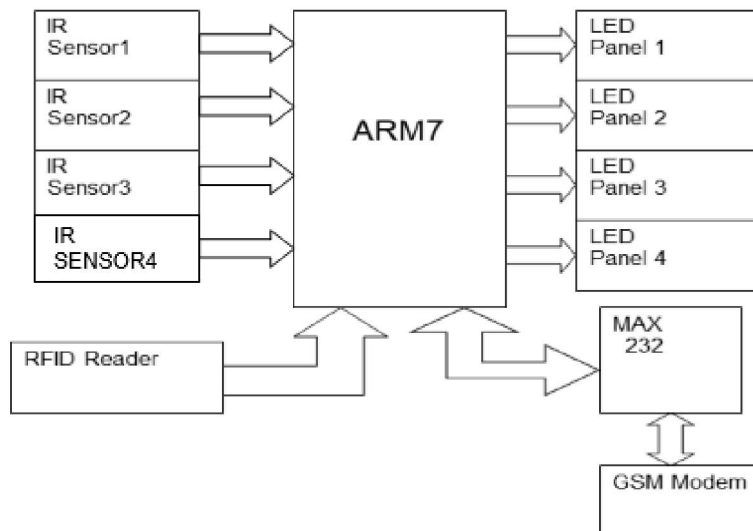 IR
Sensor1
IR
Sensor2
IR
Sensor3
IR
SENSOR4
ARM7
LED
Panel 1
LED
Panel 2
LED
Panel 3
LED
Panel 4
RFID Reader
MAX
232
GSM Modem